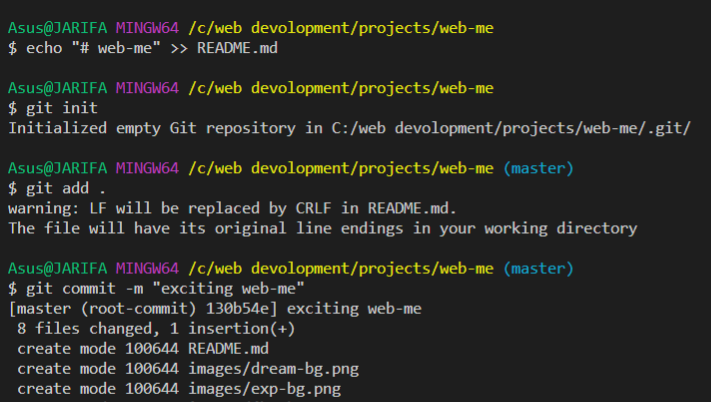 Asus@JARIFA MINGW64 /c/web devolopment/projects/web-me
$ echo "# web-me" >> README.md
Asus@JARIFA MINGW64 /c/web devolopment/projects/web-me
$ git init
Initialized empty Git repository in C:/web devolopment/projects/web-me/.git/
Asus@JARIFA MINGW64 /c/web devolopment/projects/web-me (master)
$ git add .
warning: LF will be replaced by CRLF in README.md.
The file will have its original line endings in your working directory
Asus@JARIFA MINGW64 /c/web devolopment/projects/web-me (master)
$ git commit -m "exciting web-me"
[master (root-commit) 130b54e] exciting web-me
 8 files changed, 1 insertion(+)
 create mode 100644 README.md
 create mode 100644 images/dream-bg.png
 create mode 100644 images/exp-bg.png